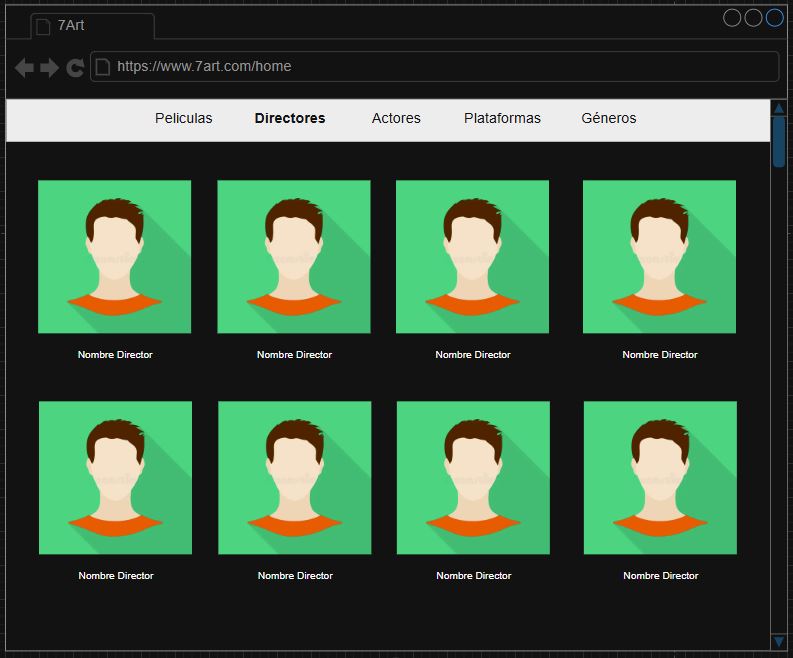 7Art
https://www.7art.com/home
Peliculas Directores Actores Plataformas Géneros
Nombre Director Nombre Director Nombre Director Nombre Director
Nombre Director Nombre Director Nombre Director Nombre Director